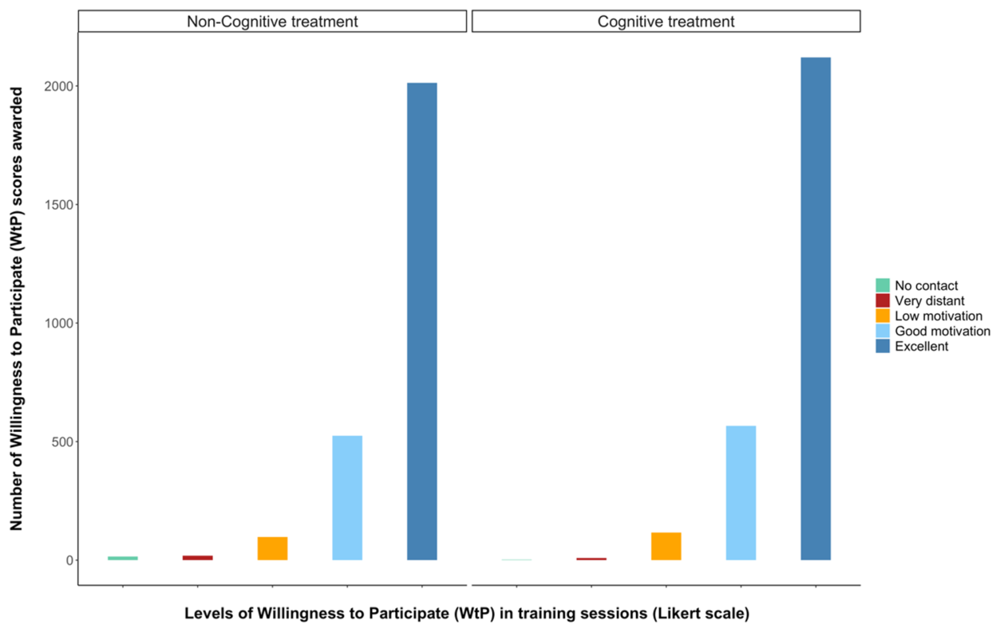 Non-Cognitive treatment
Cognitive treatment
Number of Willingness to Participate (WtP) scores awarded
2000
1500
1000
500
0
No contact
Very distant
Low motivation
Good motivation
Excellent
Levels of Willingness to Participate (WtP) in training sessions (Likert scale)